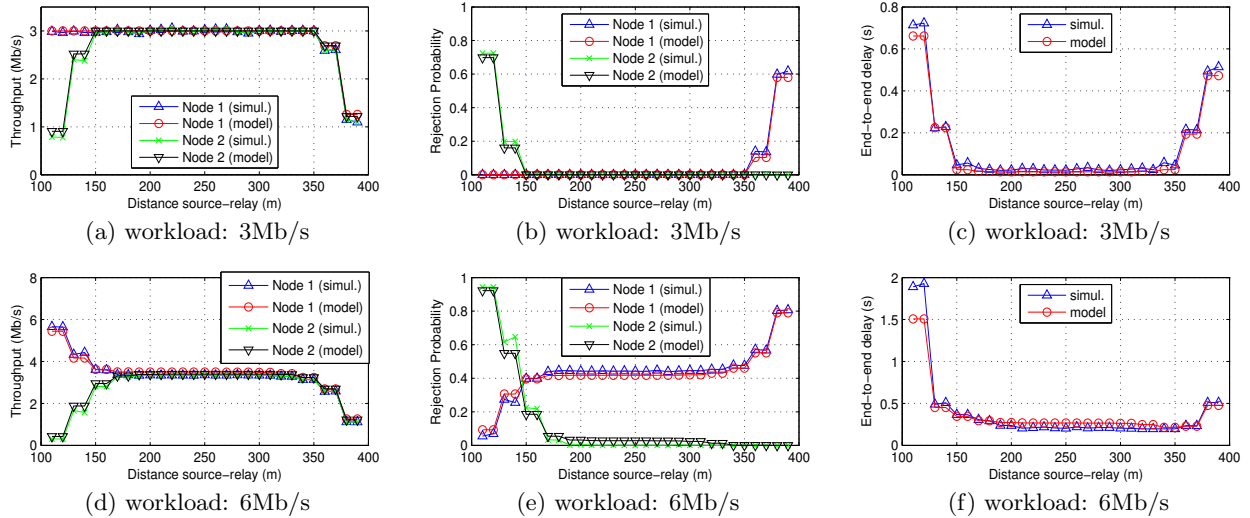 Throughput (Mb/s)
3
2
1
0
Node 1 (simul.)
Node 1 (model)
Node 2 (simul.)
Node 2 (model)
100 150 200 250 300 350 400
Distance source−relay (m)
(a) workload: 3Mb/s
Rejection Probability
1
0.8
0.6
0.4
0.2
0
Node 1 (simul.)
Node 1 (model)
Node 2 (simul.)
Node 2 (model)
100 150 200 250 300 350 400
Distance source−relay (m)
(b) workload: 3Mb/s
End−to−end delay (s)
0.8
0.6
0.4
0.2
0
simul.
model
100 150 200 250 300 350 400
Distance source−relay (m)
(c) workload: 3Mb/s
Throughput (Mb/s)
8
6
4
2
0
Node 1 (simul.)
Node 1 (model)
Node 2 (simul.)
Node 2 (model)
100 150 200 250 300 350 400
Distance source−relay (m)
(d) workload: 6Mb/s
Rejection Probability
1
0.8
0.6
0.4
0.2
0
Node 1 (simul.)
Node 1 (model)
Node 2 (simul.)
Node 2 (model)
100 150 200 250 300 350 400
Distance source−relay (m)
(e) workload: 6Mb/s
End−to−end delay (s)
2
1.5
1
0.5
0
simul.
model
100 150 200 250 300 350 400
Distance source−relay (m)
(f) workload: 6Mb/s